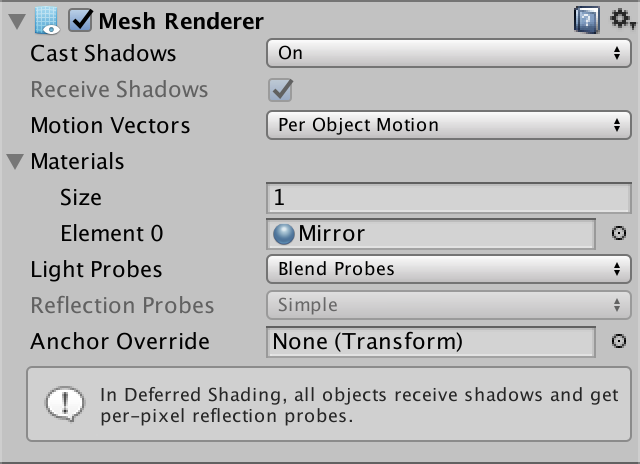 Mesh Renderer
Cast Shadows On
Receive Shadows
Motion Vectors Per Object Motion
Materials
Size 1
Element 0 Mirror
Light Probes Blend Probes
Reflection Probes Simple
Anchor Override None (Transform)
In Deferred Shading, all objects receive shadows and get
per-pixel reflection probes.